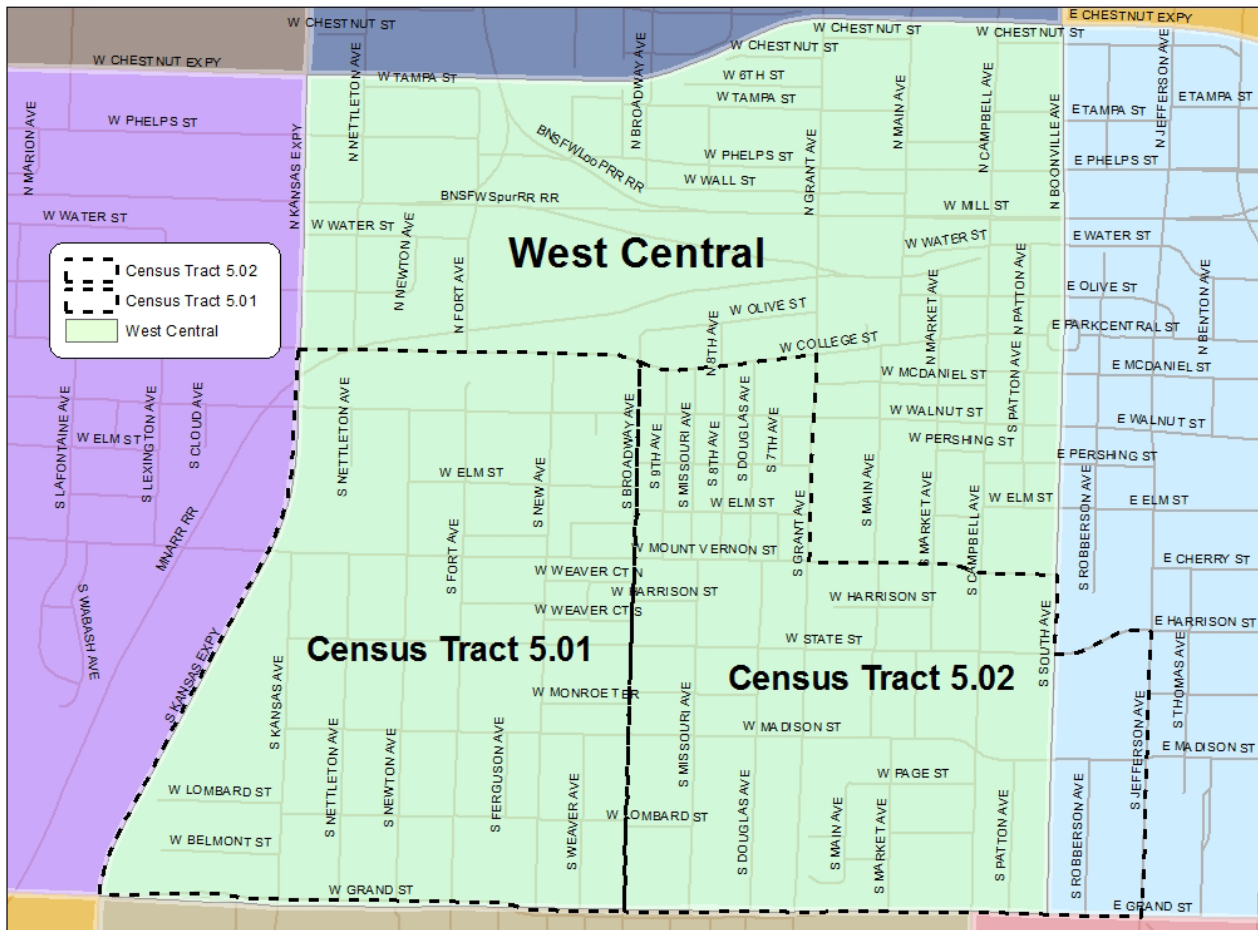 W CHESTNUT ST
E CHESTNUT EXPY
W CHESTNUT ST
W CHESTNUT ST
W CHESTNUT ST
W CHESTNUT EXPY
W TAMPA ST
W 6TH ST
W TAMPA ST
E TAMPA ST
E TAMPA ST
N MARION AVE
W PHELPS ST
N KANSAS EXPY
N NETTLETON AVE
BNSFWLooPRR RR
N BROADWAY AVE
W PHELPS ST
W WALL ST
N GRANT AVE
N MAIN AVE
N CAMPBELL AVE
N BOONVILLE AVE
E PHELPS ST
N JEFFERSON AVE
W WATER ST
BNSFWSpurRR RR
W WATER ST
W MILL ST
W WATER ST
E WATER ST
N NEWTON AVE
N FORT AVE
West Central
Census Tract 5.02
Census Tract 5.01
West Central
W OLIVE ST
E OLIVE ST
N 8TH AVE
W COLLEGE ST
N MARKET AVE
N PATTON AVE
E PARKCENTRAL ST
N BENTON AVE
W MCDANIEL ST
E MCDANIEL ST
S LAFONTAINE AVE
W ELM ST
S LEXINGTON AVE
S CLOUD AVE
S NETTLETON AVE
W ELM ST
S NEW AVE
S BROADWAY AVE
S 9TH AVE
S MISSOURI AVE
S 8TH AVE
S DOUGLAS AVE
S 7TH AVE
W WALNUT ST
S PATTON AVE
E WALNUT ST
W PERSHING ST
E PERSHING ST
W ELM ST
S MAIN AVE
W ELM ST
E ELM ST
MNARR RR
S FORT AVE
W MOUNT VERNON ST
S GRANT AVE
S MARKET AVE
S CAMPBELL AVE
S ROBBERSON AVE
E CHERRY ST
W WEAVER CT N
W HARRISON ST
W WEAVER CT S
W HARRISON ST
S WABASH AVE
S KANSAS EXPY
Census Tract 5.01
W STATE ST
E HARRISON ST
Census Tract 5.02
S SOUTH AVE
S THOMAS AVE
S KANSAS AVE
W MONROE TER
S MISSOURI AVE
W MADISON ST
E MADISON ST
S NETTLETON AVE
S NEWTON AVE
S FERGUSON AVE
S JEFFERSON AVE
W PAGE ST
W LOMBARD ST
W LOMBARD ST
S WEAVER AVE
S DOUGLAS AVE
S MAIN AVE
S MARKET AVE
S PATTON AVE
S ROBBERSON AVE
W BELMONT ST
W GRAND ST
E GRAND ST